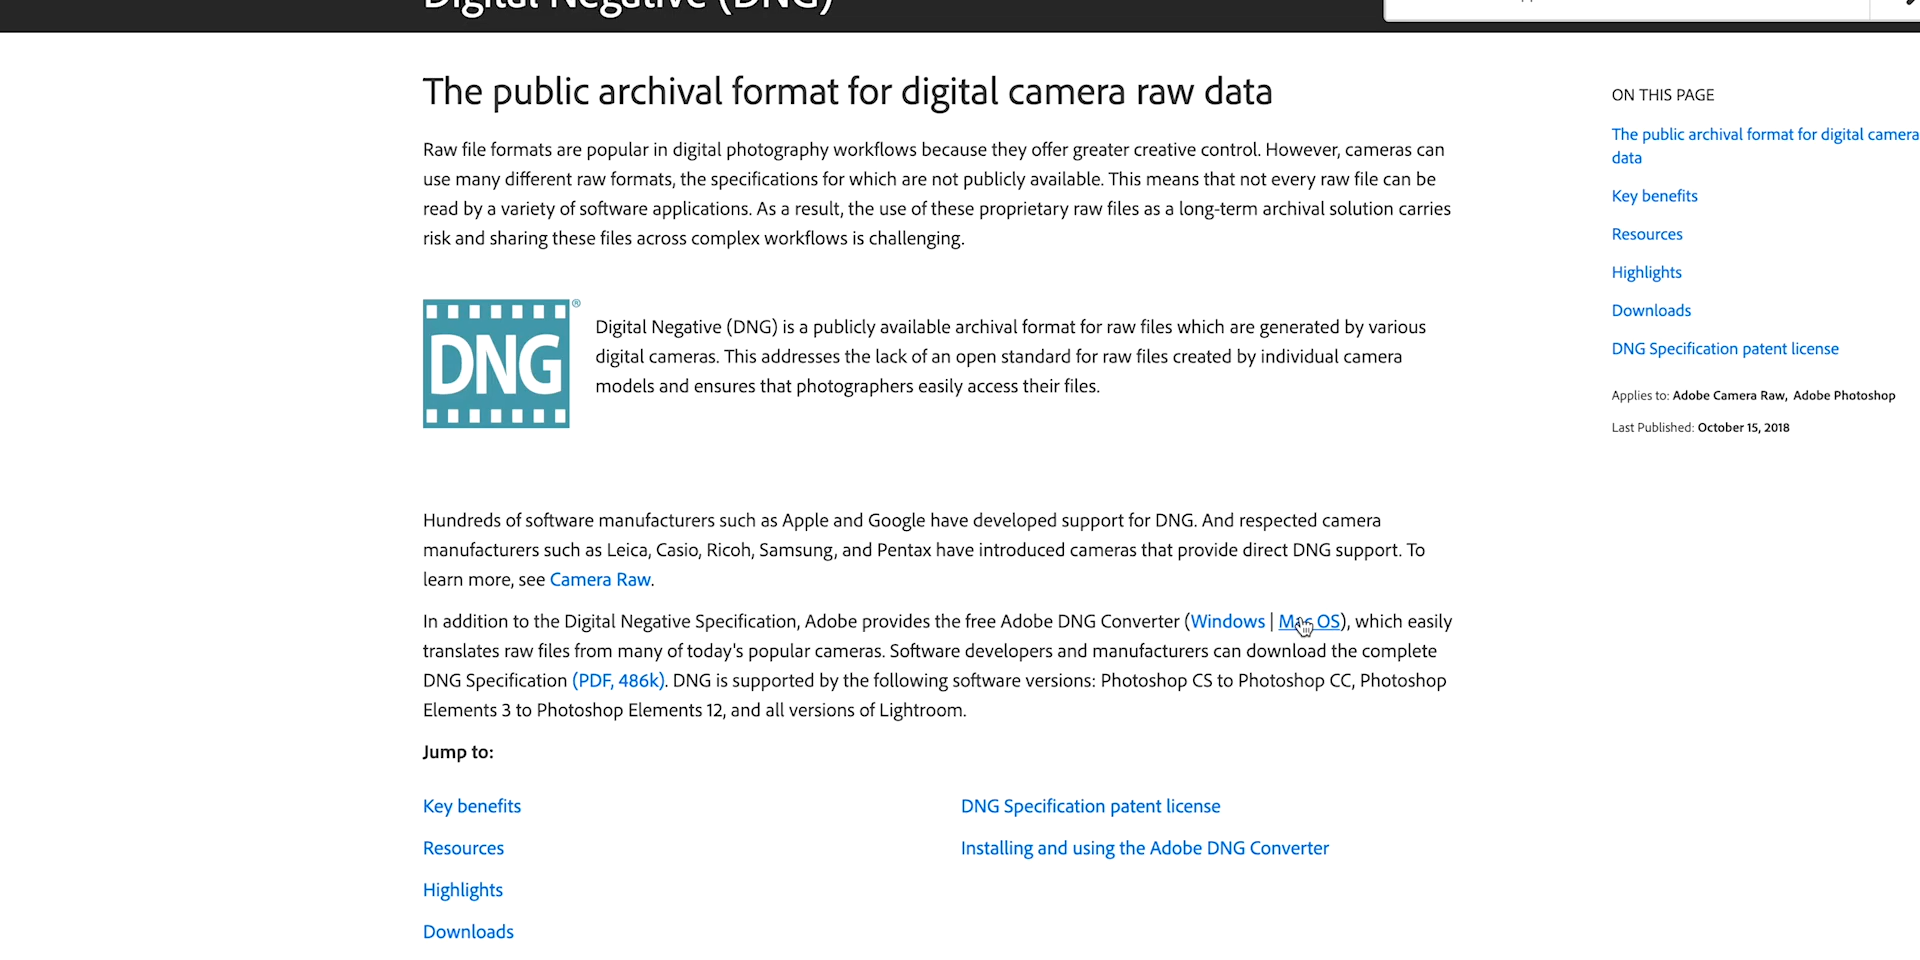 Digital Negative (DNG)
The public archival format for digital camera raw data
Raw file formats are popular in digital photography workflows because they offer greater creative control. However, cameras can
use many different raw formats, the specifications for which are not publicly available. This means that not every raw file can be
read by a variety of software applications. As a result, the use of these proprietary raw files as a long-term archival solution carries
risk and sharing these files across complex workflows is challenging.
DNG®
Digital Negative (DNG) is a publicly available archival format for raw files which are generated by various
digital cameras. This addresses the lack of an open standard for raw files created by individual camera
models and ensures that photographers easily access their files.
Hundreds of software manufacturers such as Apple and Google have developed support for DNG. And respected camera
manufacturers such as Leica, Casio, Ricoh, Samsung, and Pentax have introduced cameras that provide direct DNG support. To
learn more, see Camera Raw.
In addition to the Digital Negative Specification, Adobe provides the free Adobe DNG Converter (Windows | Mac OS), which easily
translates raw files from many of today's popular cameras. Software developers and manufacturers can download the complete
DNG Specification (PDF, 486k). DNG is supported by the following software versions: Photoshop CS to Photoshop CC, Photoshop
Elements 3 to Photoshop Elements 12, and all versions of Lightroom.
Jump to:
Key benefits
Resources
Highlights
Downloads
DNG Specification patent license
Installing and using the Adobe DNG Converter
ON THIS PAGE
The public archival format for digital camera
data
Key benefits
Resources
Highlights
Downloads
DNG Specification patent license
Applies to: Adobe Camera Raw, Adobe Photoshop
Last Published: October 15, 2018